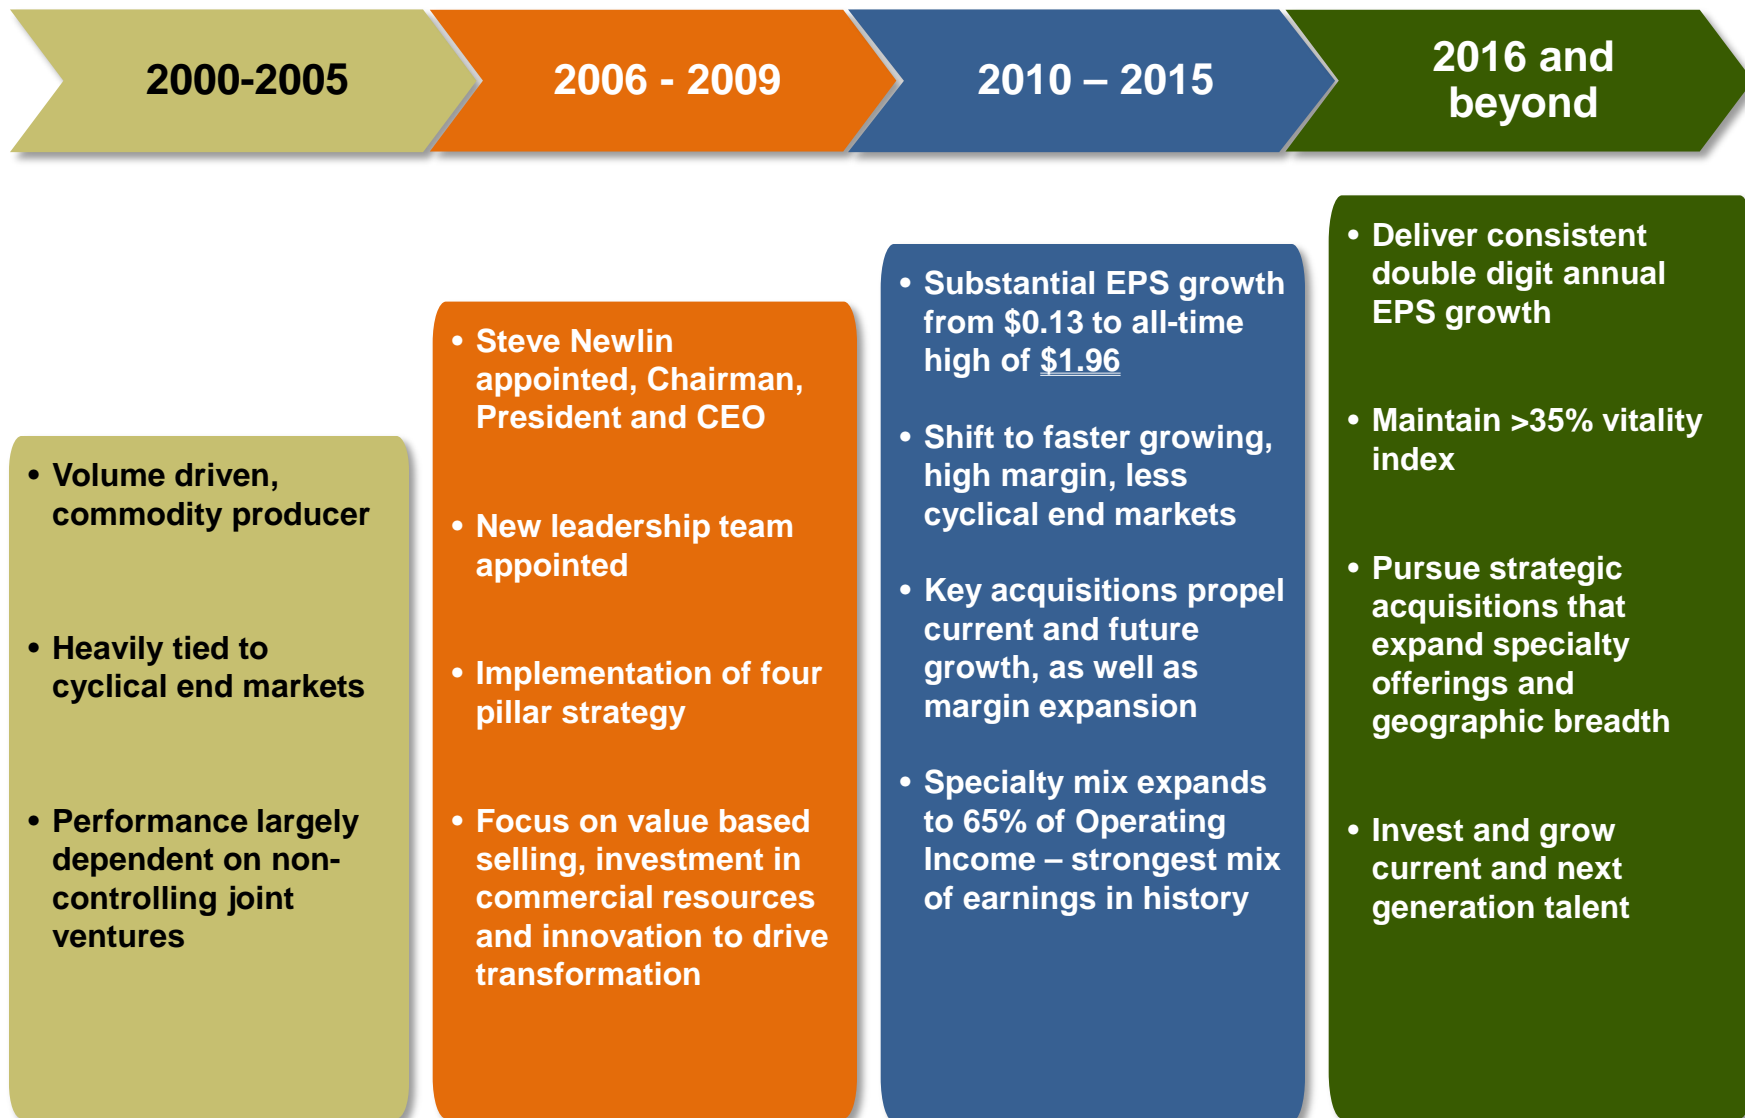 2000-2005
2006 - 2009
2010 – 2015
2016 and
beyond
• Volume driven,
commodity producer
• Heavily tied to
cyclical end markets
• Performance largely
dependent on non-
controlling joint
ventures
• Steve Newlin
appointed, Chairman,
President and CEO
• New leadership team
appointed
• Implementation of four
pillar strategy
• Focus on value based
selling, investment in
commercial resources
and innovation to drive
transformation
• Substantial EPS growth
from $0.13 to all-time
high of $1.96
• Shift to faster growing,
high margin, less
cyclical end markets
• Key acquisitions propel
current and future
growth, as well as
margin expansion
• Specialty mix expands
to 65% of Operating
Income – strongest mix
of earnings in history
• Deliver consistent
double digit annual
EPS growth
• Maintain >35% vitality
index
• Pursue strategic
acquisitions that
expand specialty
offerings and
geographic breadth
• Invest and grow
current and next
generation talent